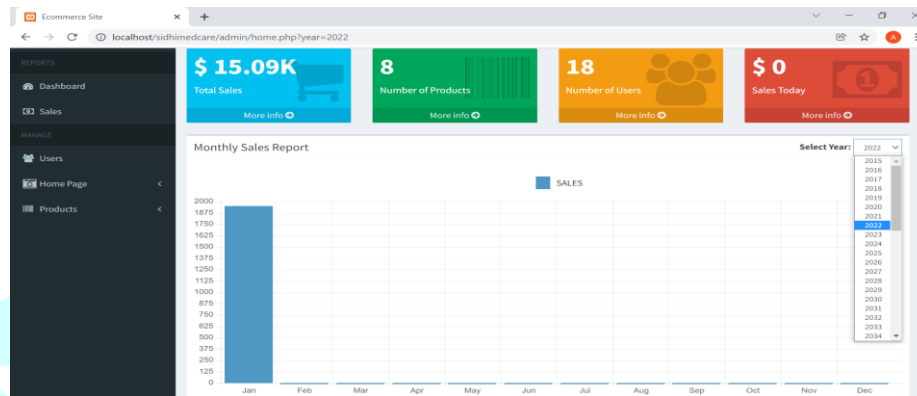 Ecommerce Site
localhost/sidhimedcare/admin/home.php?year=2022
A
REPORTS
Dashboard
Sales
MANAGE
Users
Home Page
Products
$ 15.09K
Total Sales
More info
8
Number of Products
More info
18
Number of Users
More info
$ 0
Sales Today
More info
1
Monthly Sales Report
Select Year: 2022
2015
2016
2017
2018
2019
2020
2021
2022
2023
2024
2025
2026
2027
2028
2029
2030
2031
2032
2033
2034
SALES
2000
1875
1750
1625
1500
1375
1250
1125
1000
875
750
625
500
375
250
125
0
Jan Feb Mar Apr May Jun Jul Aug Sep Oct Nov Dec